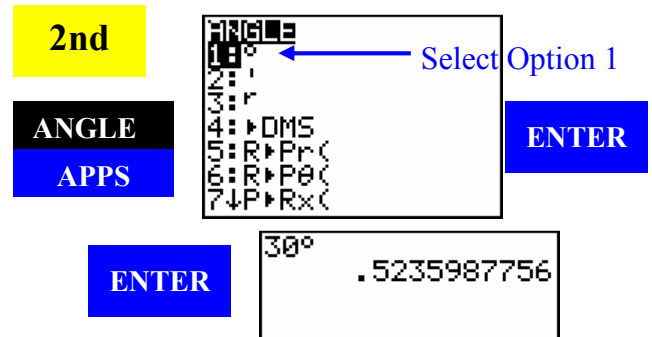 2nd
ANGLE
APPS
ANGLE
1:°
2:'
3:ʳ
4:▶DMS
5:R▶Pr(
6:R▶Pθ(
7↓P▶Rx(
Select Option 1
ENTER
ENTER
30°
.5235987756